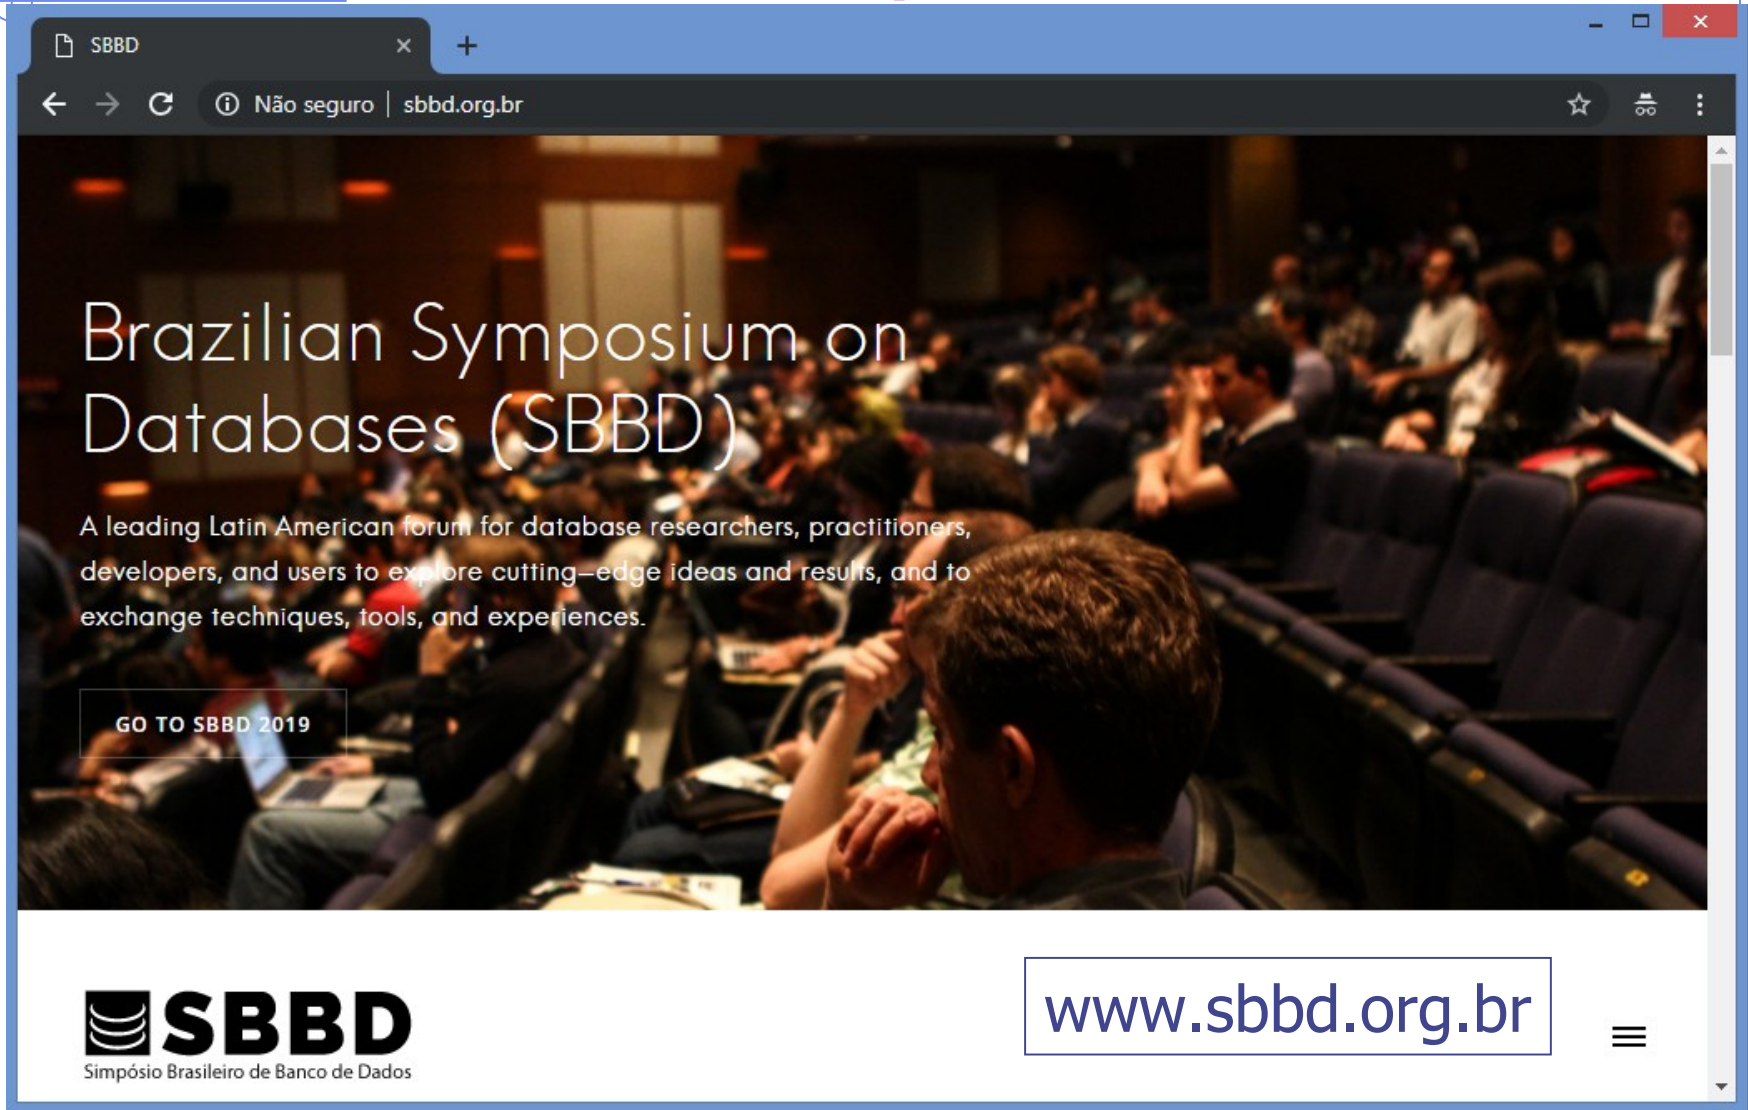 SBBD
Não seguro | sbbd.org.br
Brazilian Symposium on
Databases (SBBD)
A leading Latin American forum for database researchers, practitioners,
developers, and users to explore cutting–edge ideas and results, and to
exchange techniques, tools, and experiences.
GO TO SBBD 2019
SBBD
Simpósio Brasileiro de Banco de Dados
www.sbbd.org.br